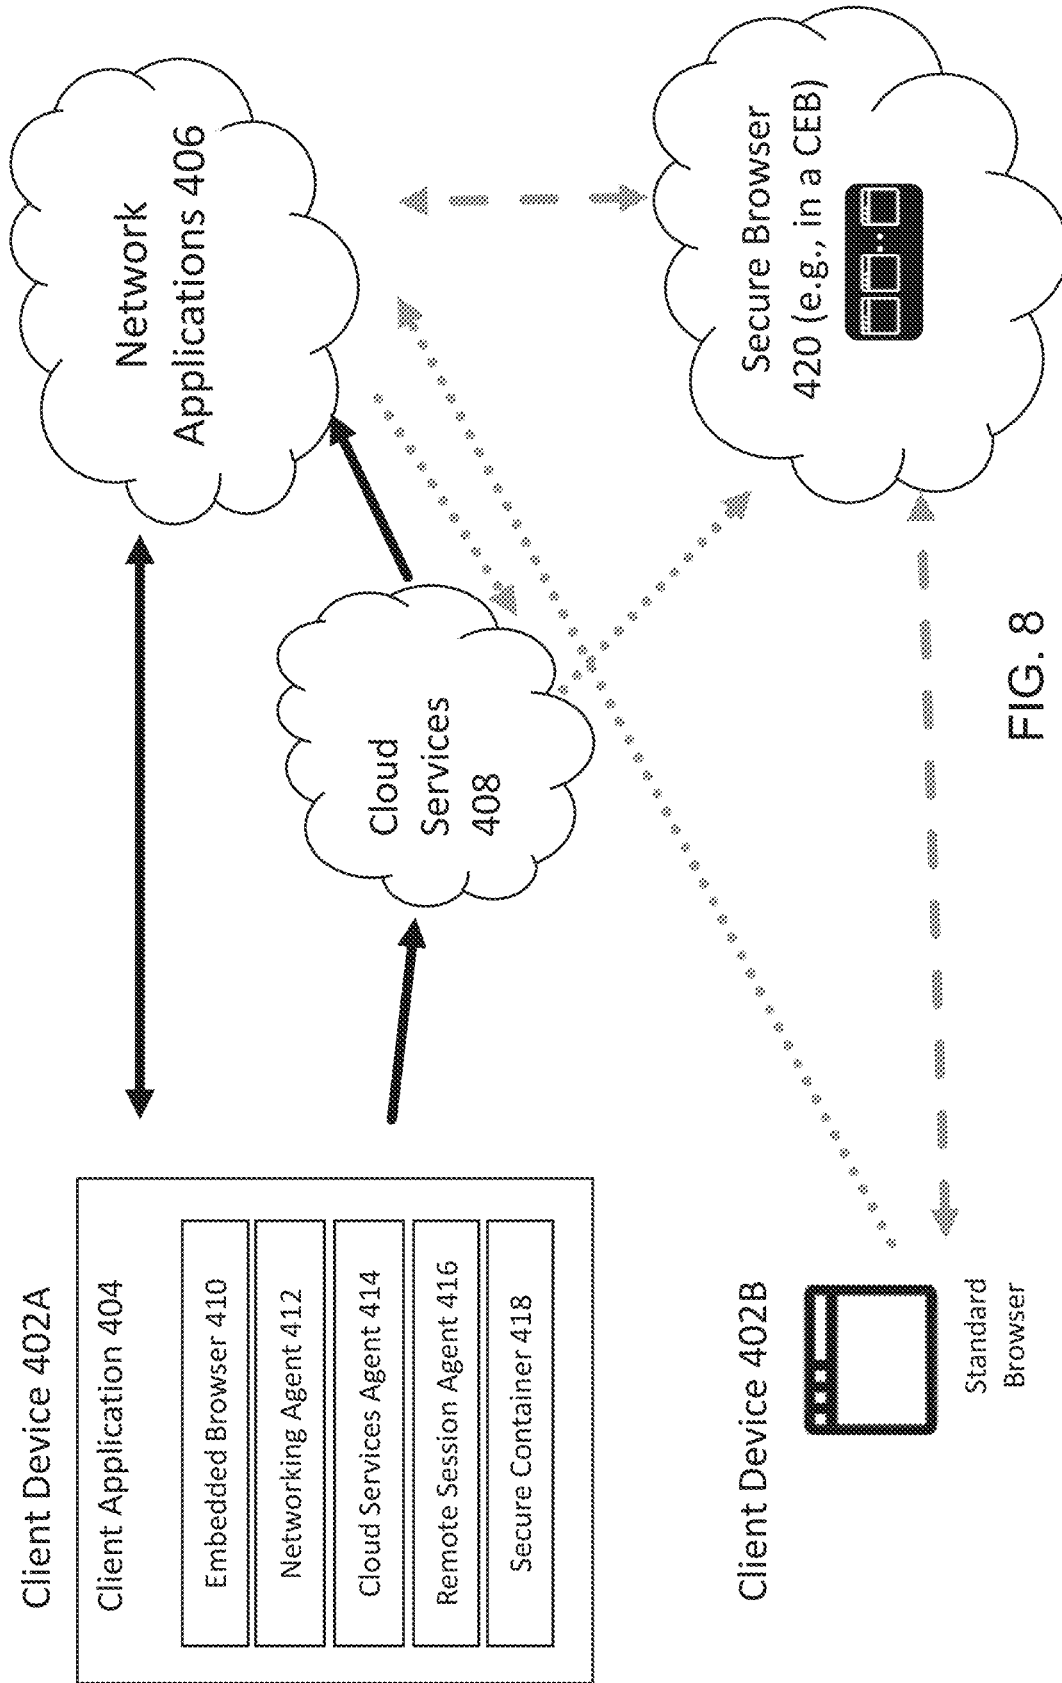 Client Device 402A
Client Application 404
Embedded Browser 410
Networking Agent 412
Cloud Services Agent 414
Remote Session Agent 416
Secure Container 418
Network
Applications 406
Cloud
Services
408
Client Device 402B
Standard
Browser
Secure Browser
420 (e.g., in a CEB)
FIG. 8